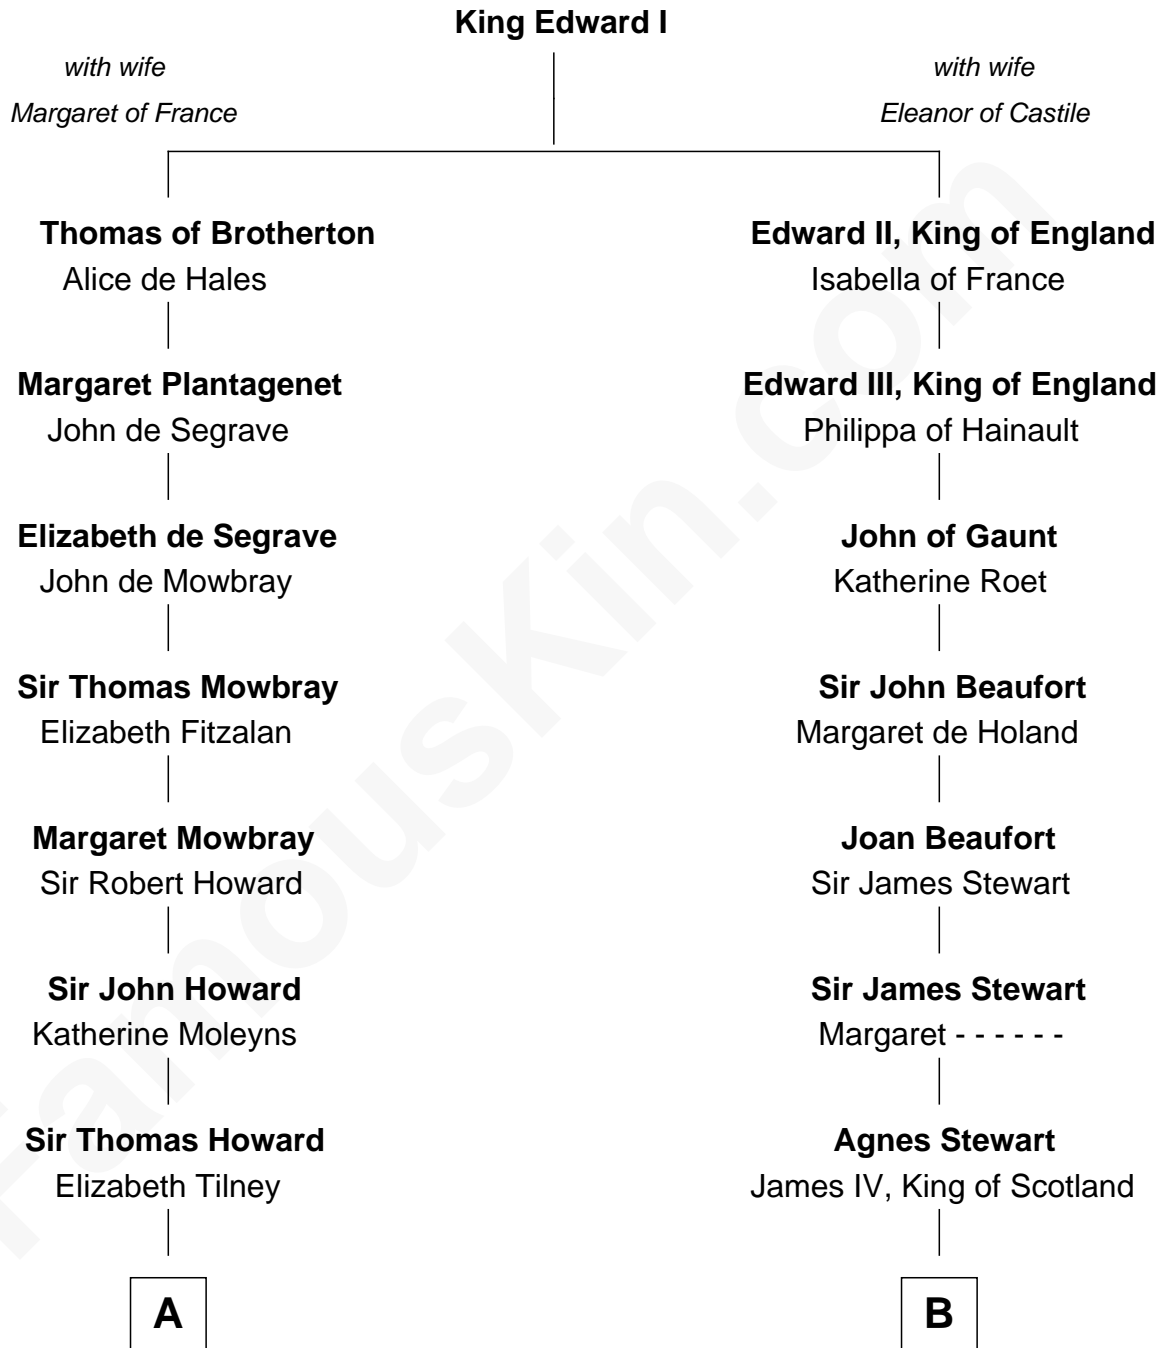 King Edward I
with wife
Margaret of France
with wife
Eleanor of Castile
Thomas of Brotherton
Alice de Hales
Edward II, King of England
Isabella of France
Margaret Plantagenet
John de Segrave
Edward III, King of England
Philippa of Hainault
Elizabeth de Segrave
John de Mowbray
John of Gaunt
Katherine Roet
Sir Thomas Mowbray
Elizabeth Fitzalan
Sir John Beaufort
Margaret de Holand
Margaret Mowbray
Sir Robert Howard
Joan Beaufort
Sir James Stewart
Sir John Howard
Katherine Moleyns
Sir James Stewart
Margaret - - - - - -
Sir Thomas Howard
Elizabeth Tilney
Agnes Stewart
James IV, King of Scotland
A
B
FamousKin.com